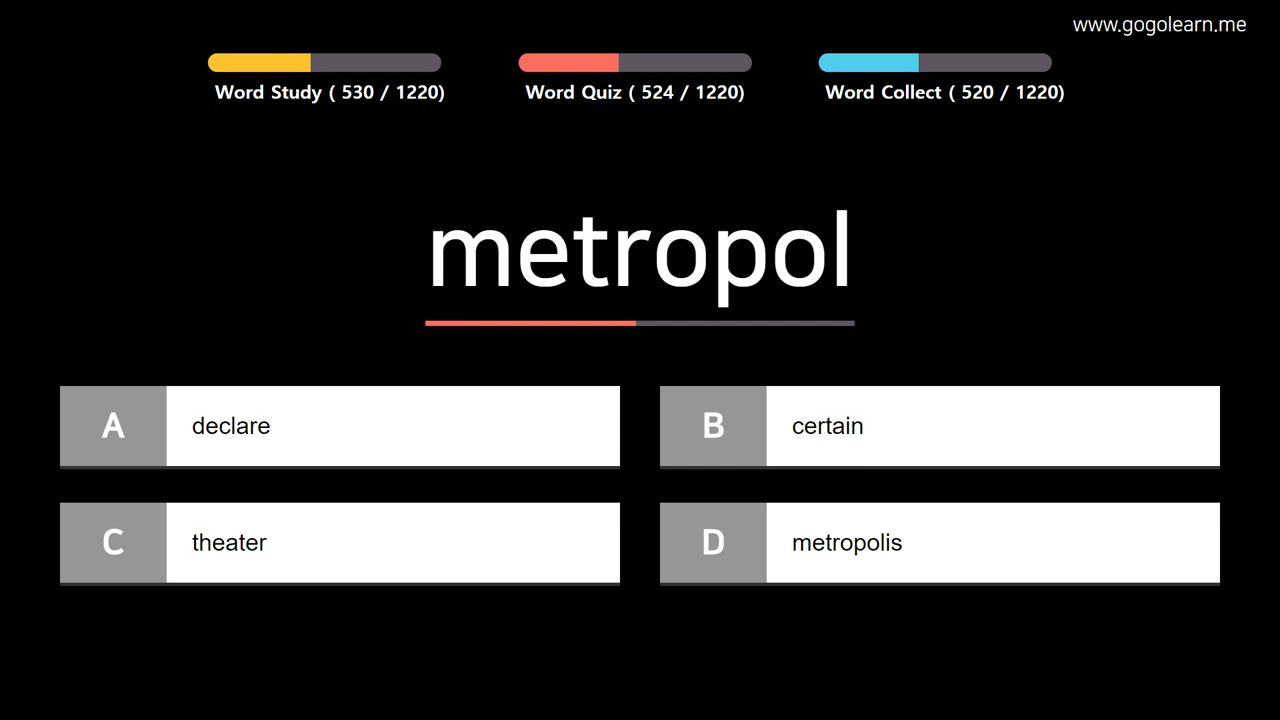 www.gogolearn.me
Word Study ( 530 / 1220)
Word Quiz ( 524 / 1220)
Word Collect ( 520 / 1220)
metropol
A declare
B certain
C theater
D metropolis